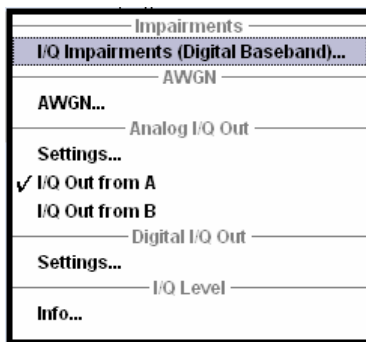 Impairments
I/Q Impairments (Digital Baseband)...
AWGN
AWGN...
Analog I/Q Out
Settings...
I/Q Out from A
I/Q Out from B
Digital I/Q Out
Settings...
I/Q Level
Info...